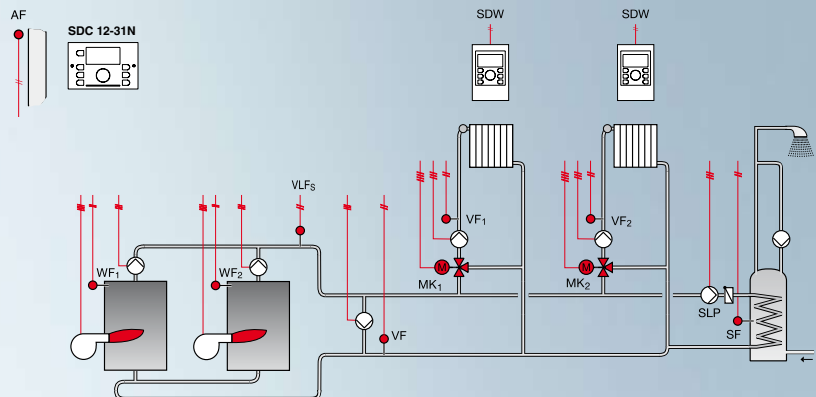 AF
SDC 12-31N
SDW
SDW
VLFS
VF1
VF2
WF1
WF2
M
MK1
M
MK2
VF
SLP
SF